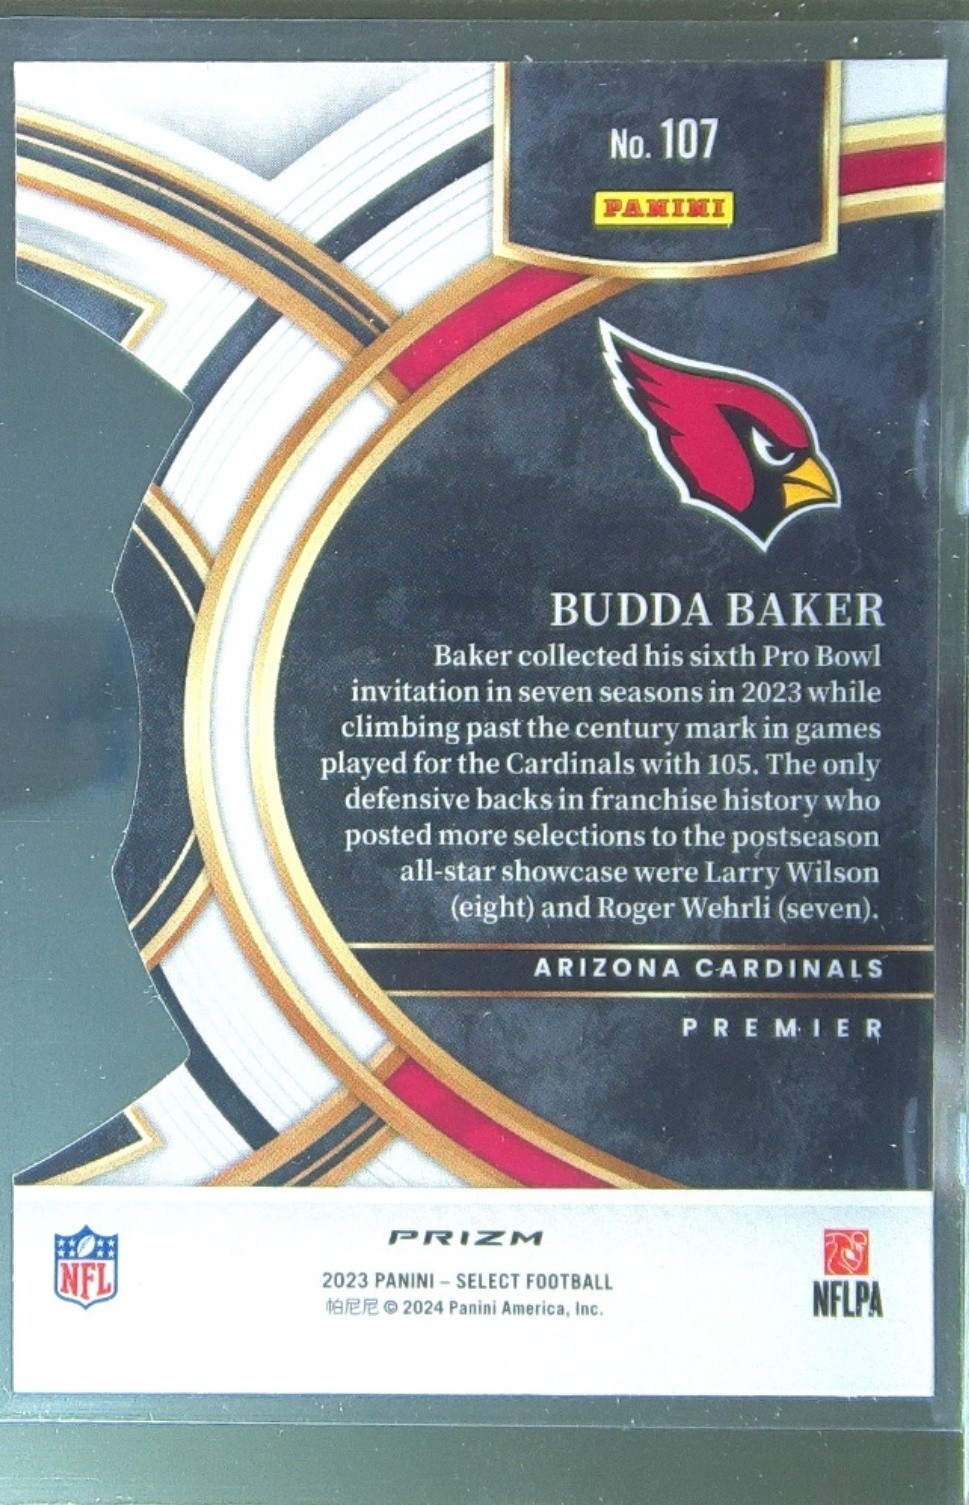 No. 107
PANINI
BUDDA BAKER
Baker collected his sixth Pro Bowl
invitation in seven seasons in 2023 while
climbing past the century mark in games
played for the Cardinals with 105. The only
defensive backs in franchise history who
posted more selections to the postseason
all-star showcase were Larry Wilson
(eight) and Roger Wehrli (seven).
ARIZONA CARDINALS
PREMIER
NFL
PRIZM
2023 PANINI – SELECT FOOTBALL
帕尼尼 © 2024 Panini America, Inc.
NFLPA